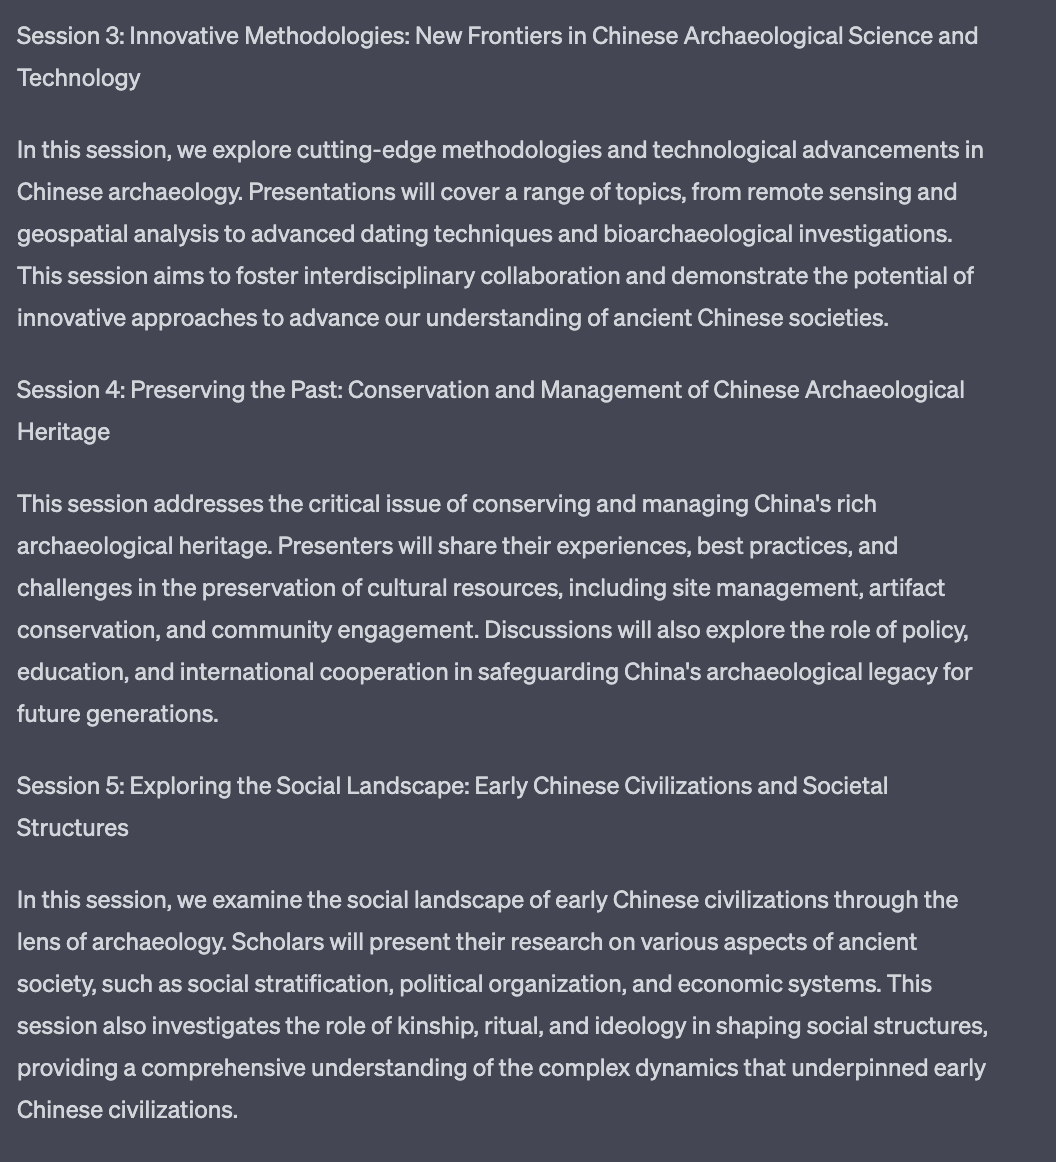 Session 3: Innovative Methodologies: New Frontiers in Chinese Archaeological Science and
Technology
In this session, we explore cutting-edge methodologies and technological advancements in
Chinese archaeology. Presentations will cover a range of topics, from remote sensing and
geospatial analysis to advanced dating techniques and bioarchaeological investigations.
This session aims to foster interdisciplinary collaboration and demonstrate the potential of
innovative approaches to advance our understanding of ancient Chinese societies.
Session 4: Preserving the Past: Conservation and Management of Chinese Archaeological
Heritage
This session addresses the critical issue of conserving and managing China's rich
archaeological heritage. Presenters will share their experiences, best practices, and
challenges in the preservation of cultural resources, including site management, artifact
conservation, and community engagement. Discussions will also explore the role of policy,
education, and international cooperation in safeguarding China's archaeological legacy for
future generations.
Session 5: Exploring the Social Landscape: Early Chinese Civilizations and Societal
Structures
In this session, we examine the social landscape of early Chinese civilizations through the
lens of archaeology. Scholars will present their research on various aspects of ancient
society, such as social stratification, political organization, and economic systems. This
session also investigates the role of kinship, ritual, and ideology in shaping social structures,
providing a comprehensive understanding of the complex dynamics that underpinned early
Chinese civilizations.